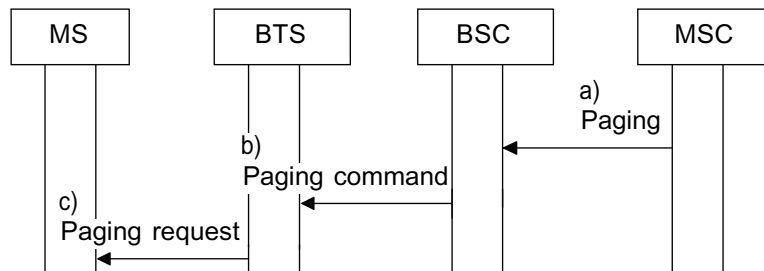 MS
BTS
BSC
MSC
a)
Paging
b)
Paging command
c)
Paging request